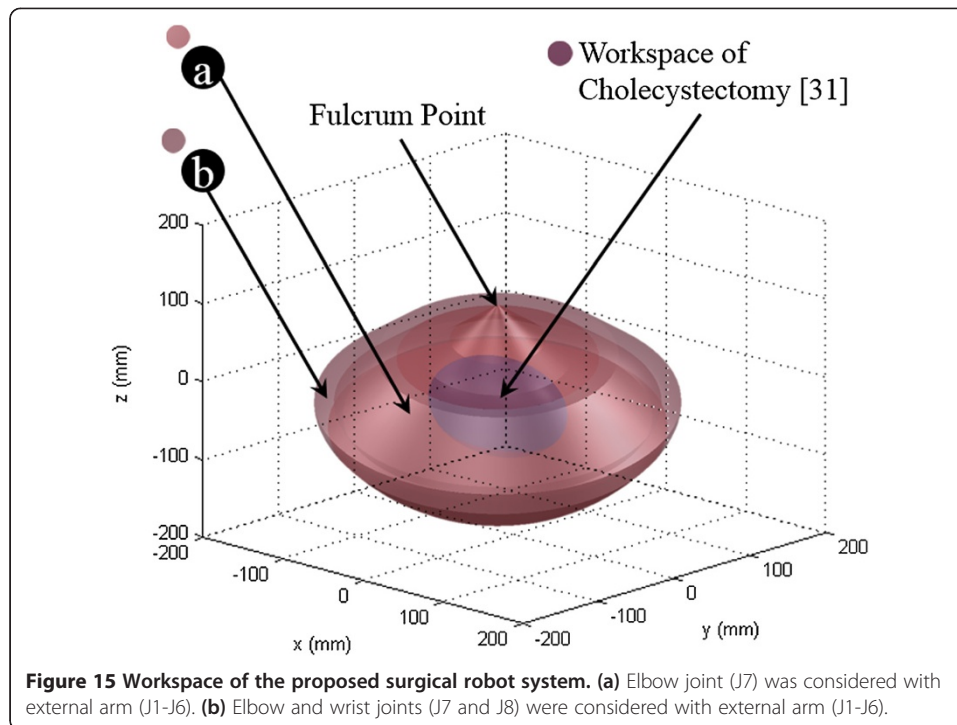 a
Workspace of
Cholecystectomy [31]
Fulcrum Point
b
200
100
0
-100
-200
z (mm)
-200
-100
0
100
200
x (mm)
-200
-100
0
100
200
y (mm)
Figure 15 Workspace of the proposed surgical robot system. (a) Elbow joint (J7) was considered with
external arm (J1-J6). (b) Elbow and wrist joints (J7 and J8) were considered with external arm (J1-J6).